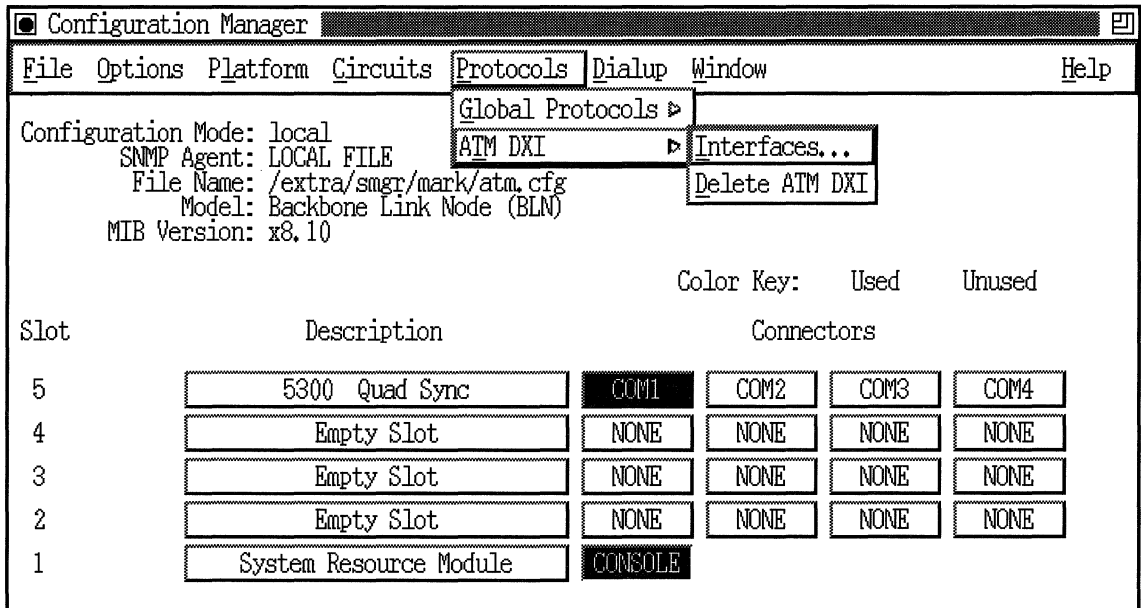 Configuration Manager
File Options Platform Circuits Protocols Dialup Window Help
Global Protocols
ATM DXI
Interfaces...
Delete ATM DXI
Configuration Mode: local
SNMP Agent: LOCAL FILE
File Name: /extra/smgr/mark/atm.cfg
Model: Backbone Link Node (BLN)
MIB Version: x8.10
Color Key: Used Unused
Slot Description Connectors
5 5300 Quad Sync COM1 COM2 COM3 COM4
4 Empty Slot NONE NONE NONE NONE
3 Empty Slot NONE NONE NONE NONE
2 Empty Slot NONE NONE NONE NONE
1 System Resource Module CONSOLE